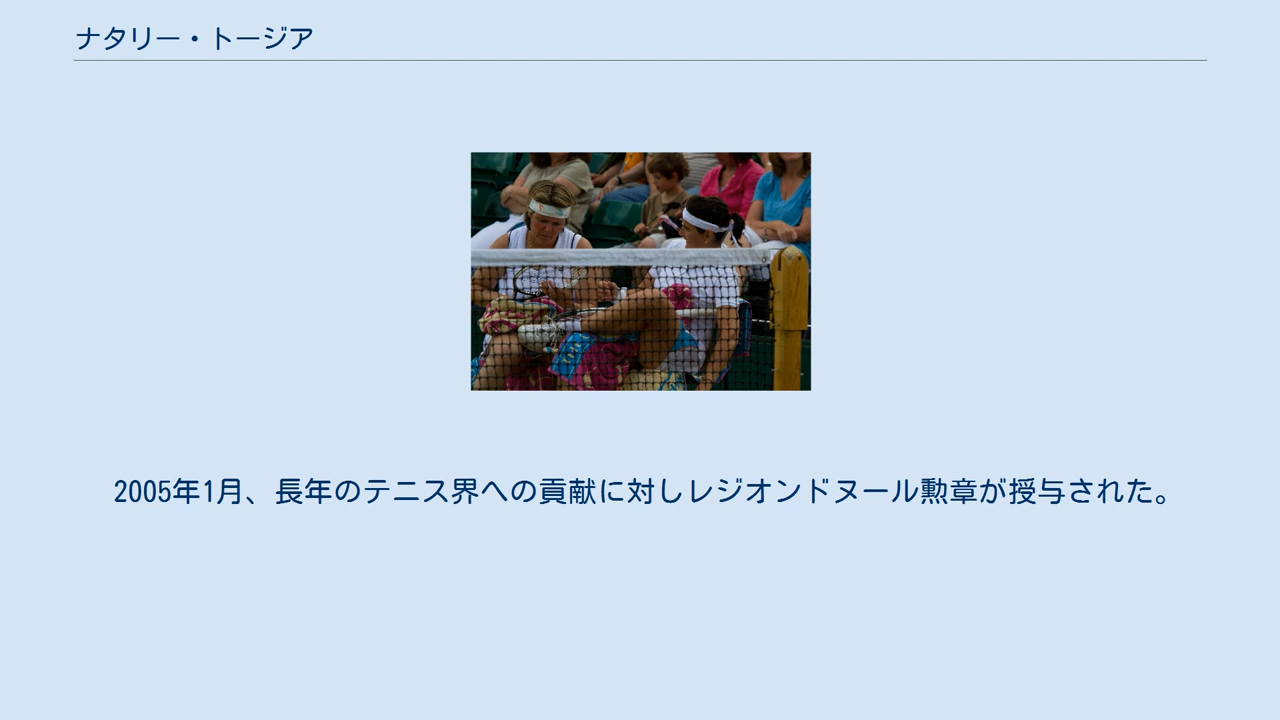 ナタリー・トージア
2005年1月、長年のテニス界への貢献に対しレジオンドヌール勲章が授与された。